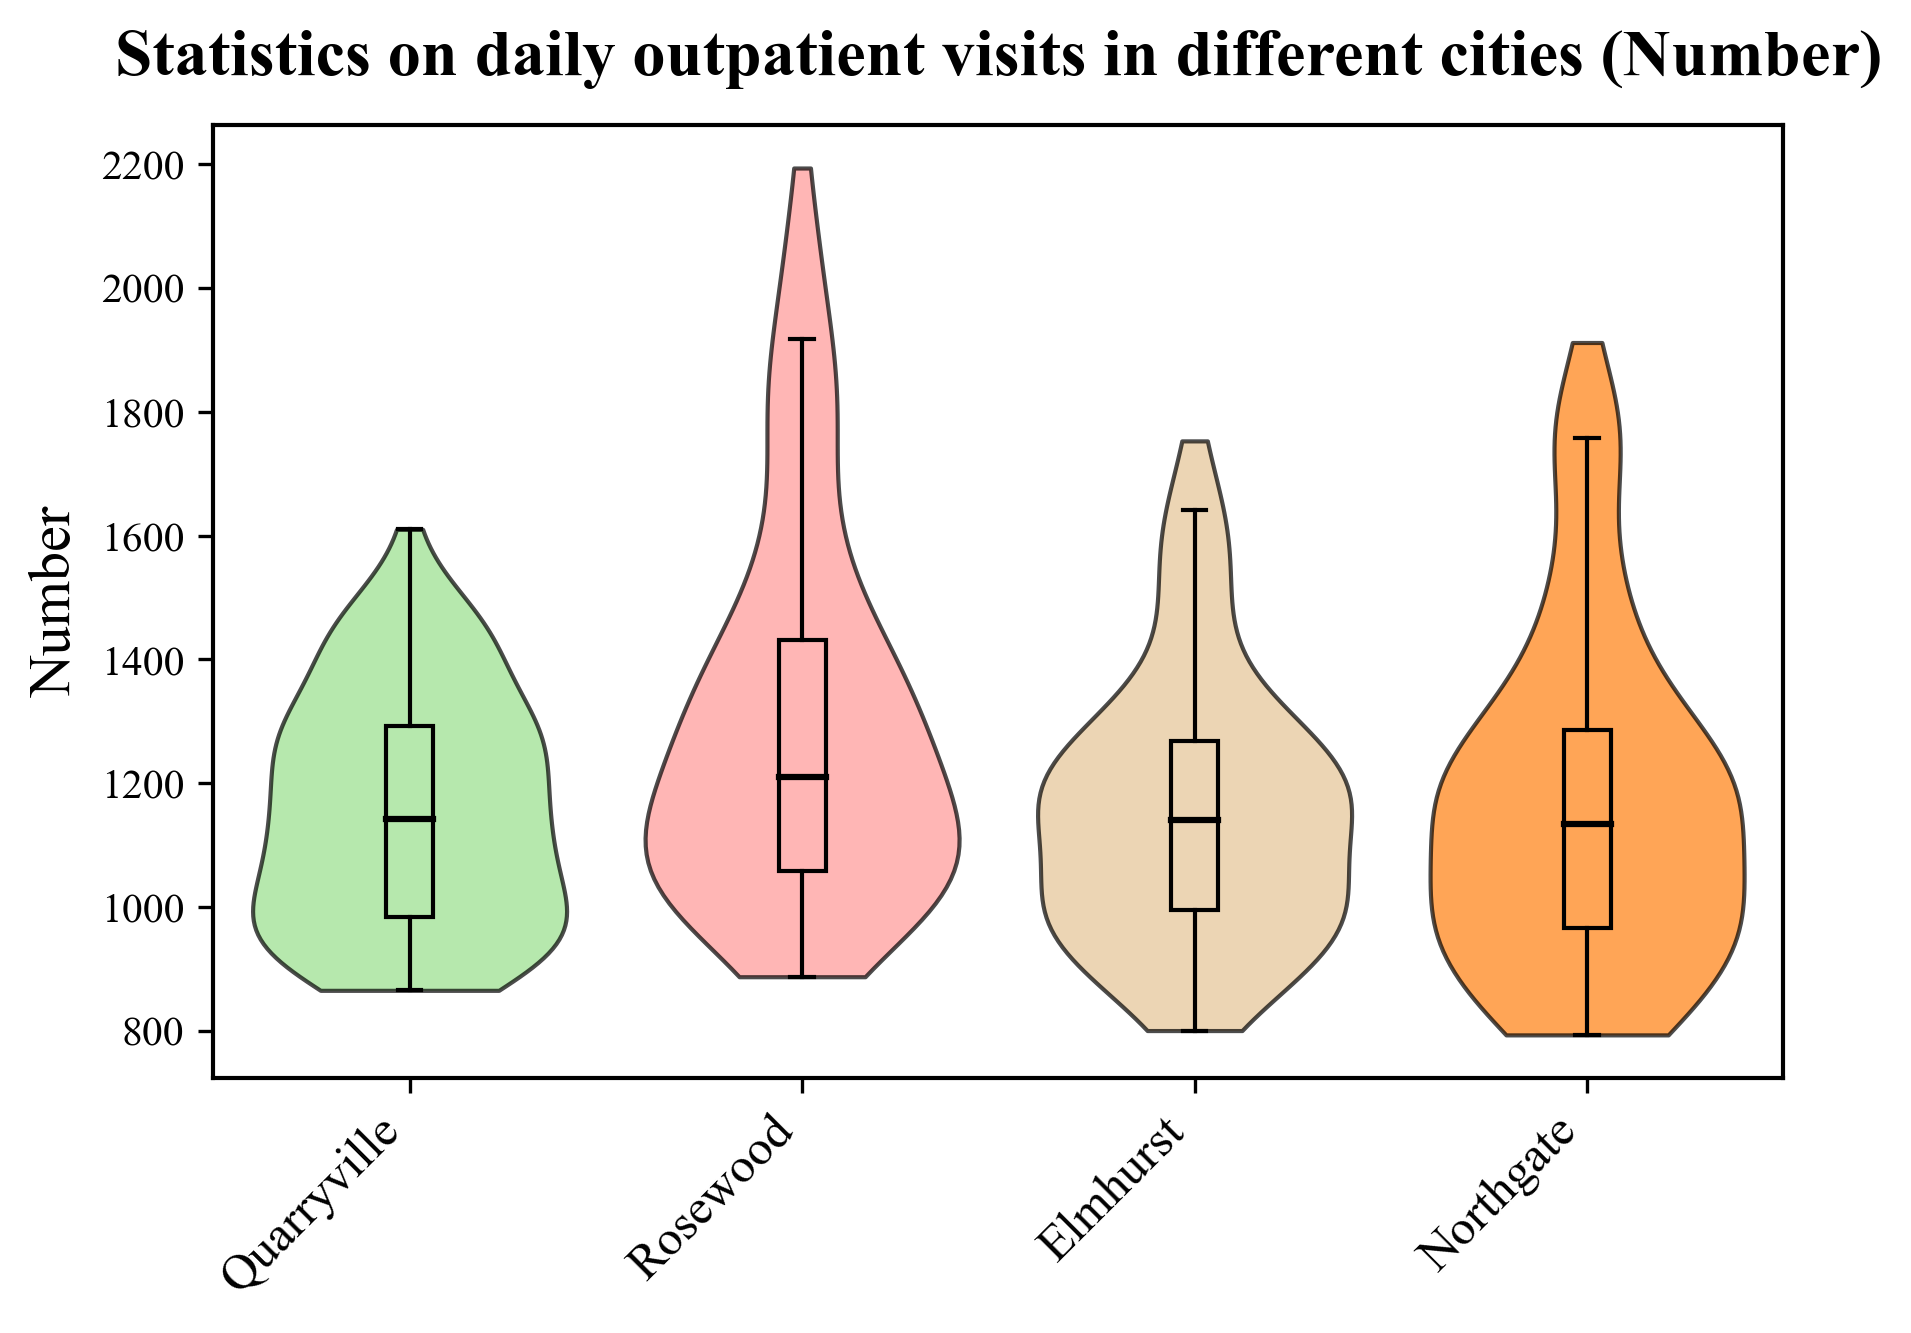 Statistics on daily outpatient visits in different cities (Number)
Number
2200
2000
1800
1600
1400
1200
1000
800
Quarryville
Rosewood
Elmhurst
Northgate